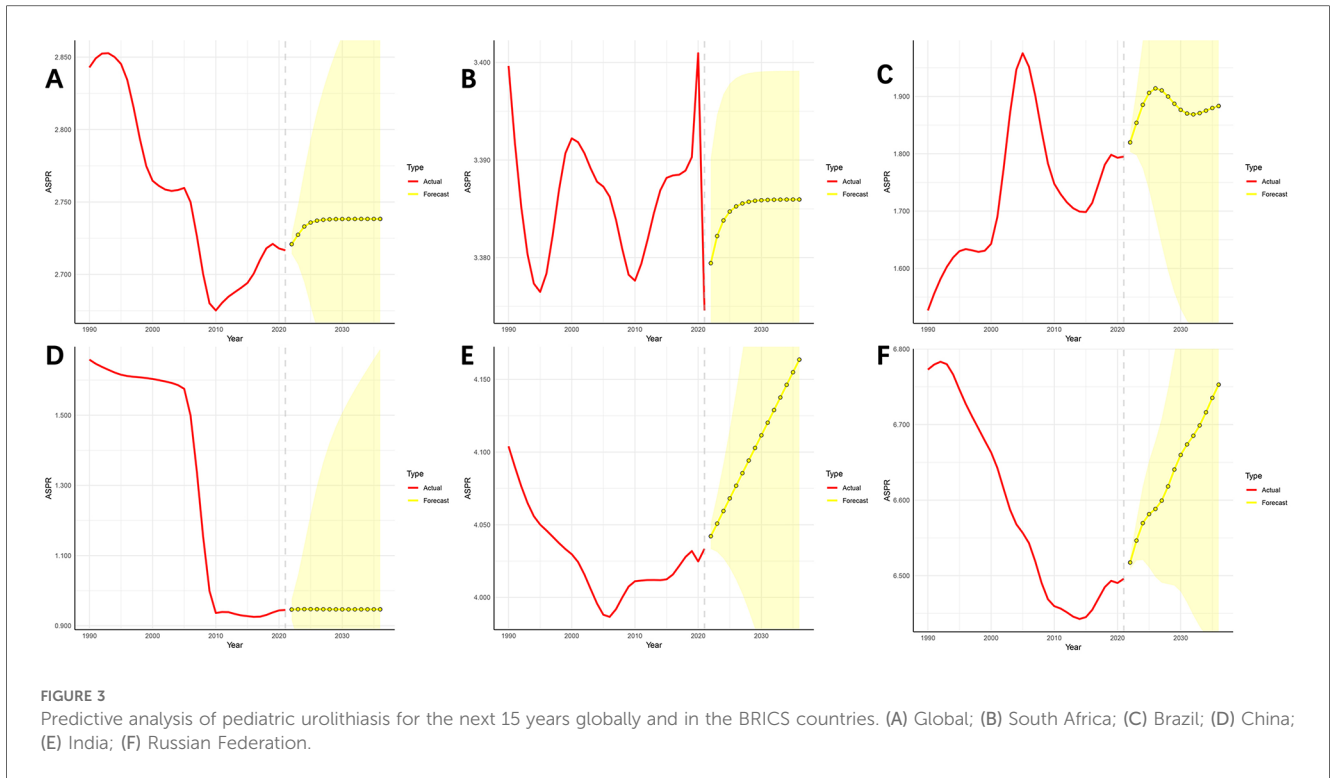 A
ASPR
2.850
2.800
2.750
2.700
1990
2000
2010
2020
2030
Year
Type
Actual
Forecast
B
ASPR
3.400
3.390
3.380
1990
2000
2010
2020
2030
Year
Type
Actual
Forecast
C
ASPR
1.900
1.800
1.700
1.600
1990
2000
2010
2020
2030
Year
Type
Actual
Forecast
D
ASPR
1.500
1.300
1.100
0.900
1990
2000
2010
2020
2030
Year
Type
Actual
Forecast
E
ASPR
4.150
4.100
4.050
4.000
1990
2000
2010
2020
2030
Year
Type
Actual
Forecast
F
ASPR
6.800
6.700
6.600
6.500
1990
2000
2010
2020
2030
Year
Type
Actual
Forecast
FIGURE 3
Predictive analysis of pediatric urolithiasis for the next 15 years globally and in the BRICS countries. (A) Global; (B) South Africa; (C) Brazil; (D) China;
(E) India; (F) Russian Federation.